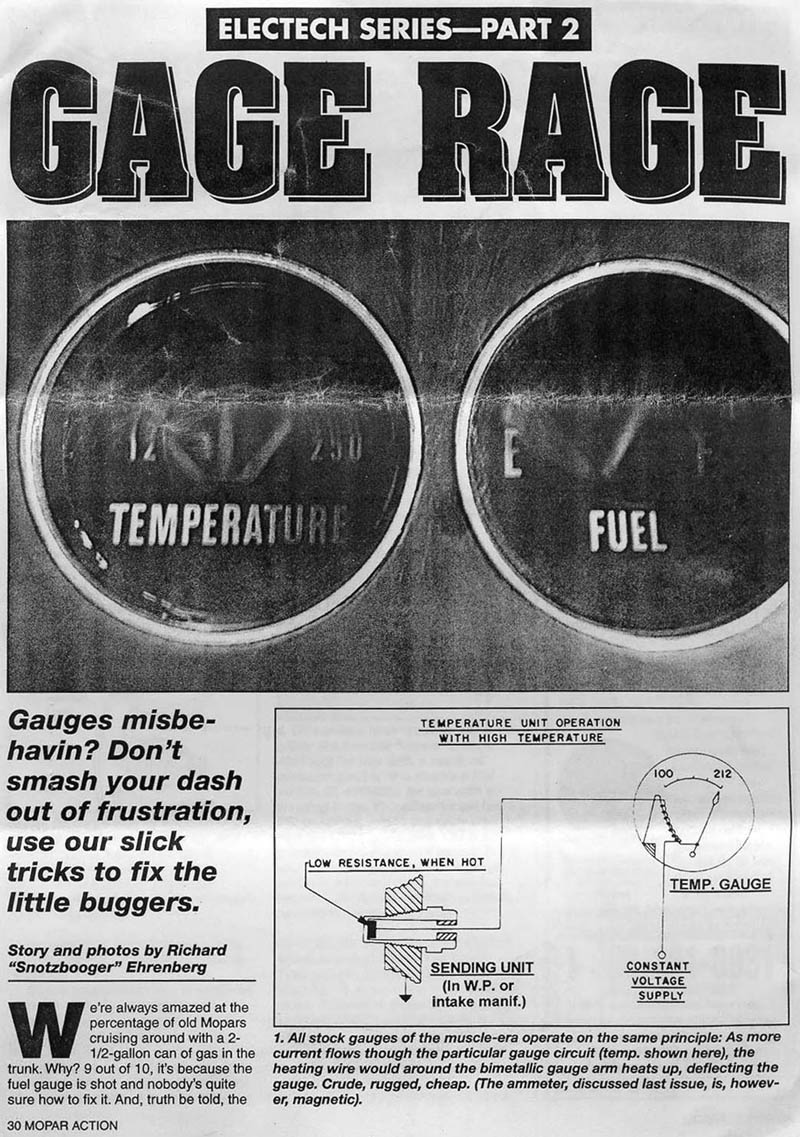 ELECTECH SERIES—PART 2
GAGE RAGE
250
TEMPERATURE
E
F
FUEL
Gauges misbe-
havin? Don't
smash your dash
out of frustration,
use our slick
tricks to fix the
little buggers.
Story and photos by Richard
"Snotzbooger" Ehrenberg
We're always amazed at the
percentage of old Mopars
cruising around with a 2-
1/2-gallon can of gas in the
trunk. Why? 9 out of 10, it's because the
fuel gauge is shot and nobody's quite
sure how to fix it. And, truth be told, the
TEMPERATURE UNIT OPERATION
WITH HIGH TEMPERATURE
100 212
LOW RESISTANCE, WHEN HOT
TEMP. GAUGE
SENDING UNIT
(In W.P. or
intake manif.)
CONSTANT
VOLTAGE
SUPPLY
1. All stock gauges of the muscle-era operate on the same principle: As more
current flows though the particular gauge circuit (temp. shown here), the
heating wire would around the bimetallic gauge arm heats up, deflecting the
gauge. Crude, rugged, cheap. (The ammeter, discussed last issue, is, howev-
er, magnetic).
30 MOPAR ACTION